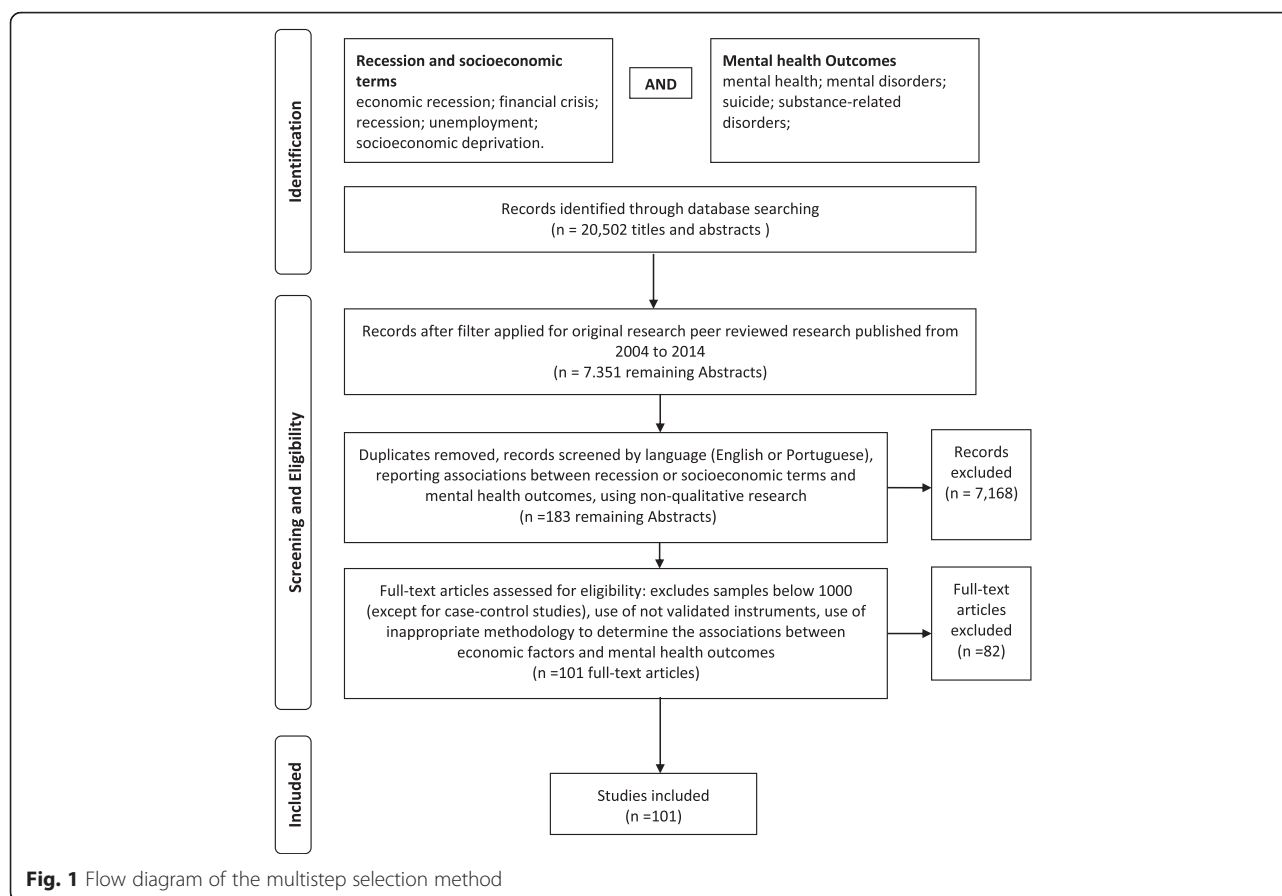 Identification
Recession and socioeconomic
terms
economic recession; financial crisis;
recession; unemployment;
socioeconomic deprivation.
AND
Mental health Outcomes
mental health; mental disorders;
suicide; substance-related
disorders;
Records identified through database searching
(n = 20,502 titles and abstracts )
Screening and Eligibility
Records after filter applied for original research peer reviewed research published from
2004 to 2014
(n = 7.351 remaining Abstracts)
Duplicates removed, records screened by language (English or Portuguese),
reporting associations between recession or socioeconomic terms and
mental health outcomes, using non-qualitative research
(n =183 remaining Abstracts)
Records
excluded
(n = 7,168)
Full-text articles assessed for eligibility: excludes samples below 1000
(except for case-control studies), use of not validated instruments, use of
inappropriate methodology to determine the associations between
economic factors and mental health outcomes
(n =101 full-text articles)
Full-text
articles
excluded
(n =82)
Included
Studies included
(n =101)
Fig. 1 Flow diagram of the multistep selection method